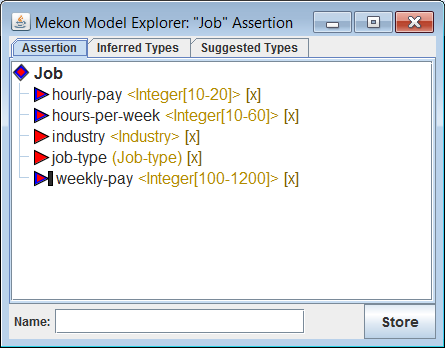 Mekon Model Explorer: "Job" Assertion
Assertion Inferred Types Suggested Types
Job
hourly-pay <Integer[10-20]> [x]
hours-per-week <Integer[10-60]> [x]
industry <Industry> [x]
job-type (Job-type) [x]
weekly-pay <Integer[100-1200]> [x]
Name: Store